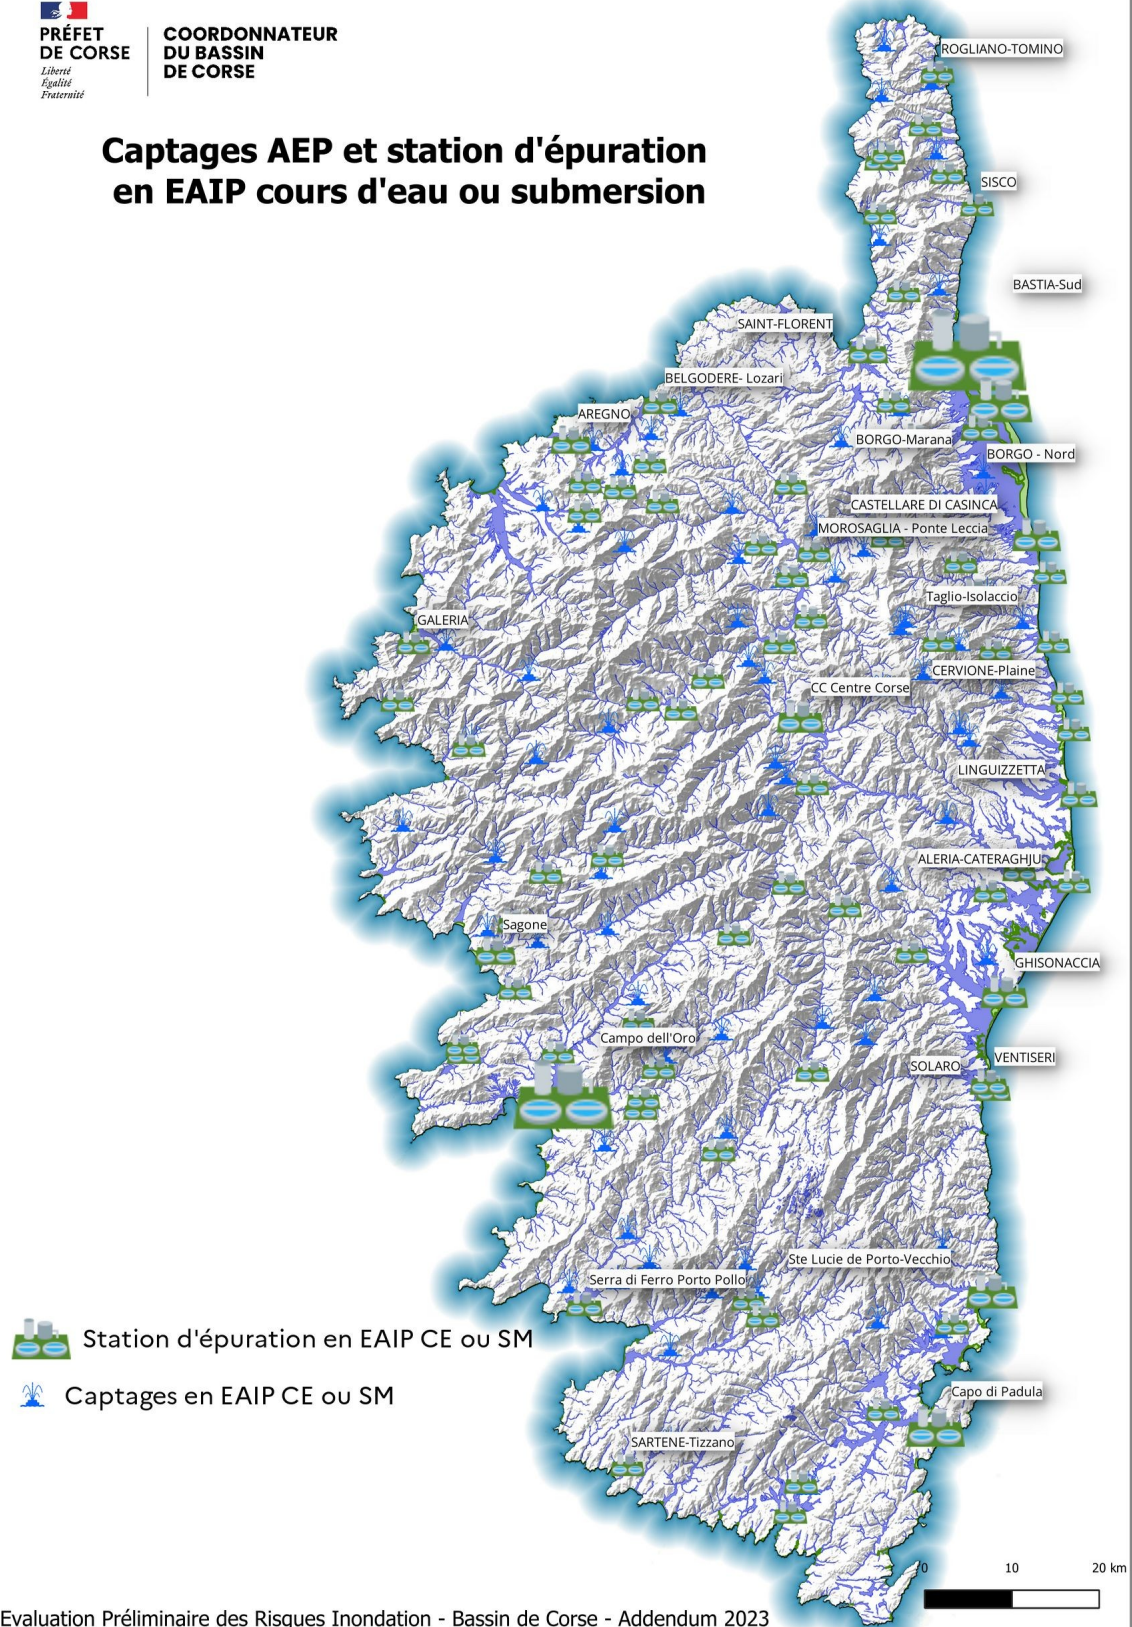 PRÉFET
DE CORSE
Liberté
Égalité
Fraternité
COORDONNATEUR
DU BASSIN
DE CORSE
Captages AEP et station d'épuration
en EAIP cours d'eau ou submersion
ROGLIANO-TOMINO
SISCO
BASTIA-Sud
SAINT-FLORENT
BELGODERE- Lozari
AREGNO
BORGO-Marana
BORGO - Nord
CASTELLARE DI CASINCA
MOROSAGLIA - Ponte Leccia
Taglio-Isolaccio
GALERIA
CERVIONE-Plaine
CC Centre Corse
LINGUIZZETTA
ALERIA-CATERAGHJU
Sagone
GHISONACCIA
Campo dell'Oro
VENTISERI
SOLARO
Ste Lucie de Porto-Vecchio
Serra di Ferro Porto Pollo
Station d'épuration en EAIP CE ou SM
Captages en EAIP CE ou SM
Capo di Padula
SARTENE-Tizzano
0 10 20 km
Evaluation Préliminaire des Risques Inondation - Bassin de Corse - Addendum 2023